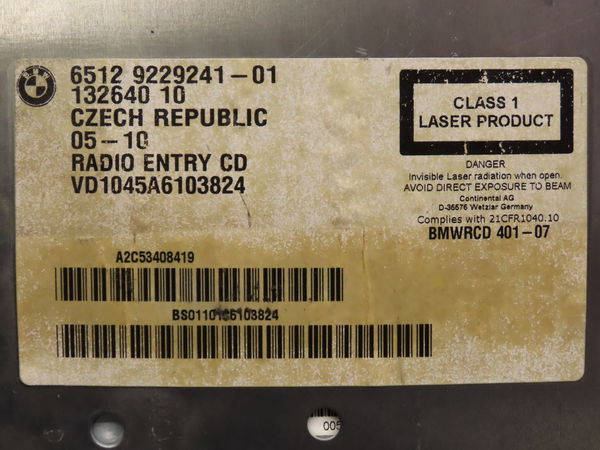 BMW
6512 9229241-01
132640 10
CZECH REPUBLIC
05-10
RADIO ENTRY CD
VD1045A6103824
CLASS 1
LASER PRODUCT
DANGER
Invisible Laser radiation when open.
AVOID DIRECT EXPOSURE TO BEAM
Continental AG
D-35576 Wetzlar Germany
Complies with 21CFR1040.10
BMWRCD 401-07
A2C53408419
005